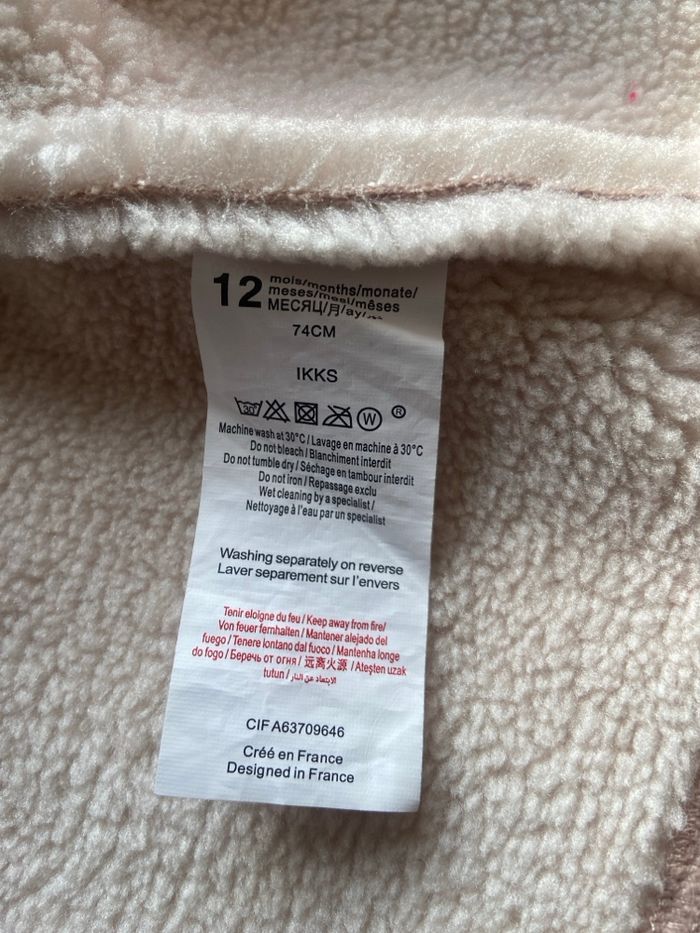 12 mois/months/monate/
meses/mesi/mêses
МЕСЯЦ/月/ay/
74CM
IKKS
30° W ®
Machine wash at 30°C / Lavage en machine à 30°C
Do not bleach / Blanchiment interdit
Do not tumble dry / Séchage en tambour interdit
Do not iron / Repassage exclu
Wet cleaning by a specialist /
Nettoyage à l'eau par un specialist
Washing separately on reverse
Laver separement sur l'envers
Tenir eloigne du feu / Keep away from fire/
Von feuer fernhalten / Mantener alejado del
fuego / Tenere lontano dal fuoco / Mantenha longe
do fogo / Беречь от огня / 远离火源 / Ateşten uzak
tutun / الابتعاد عن النار
CIF A63709646
Créé en France
Designed in France